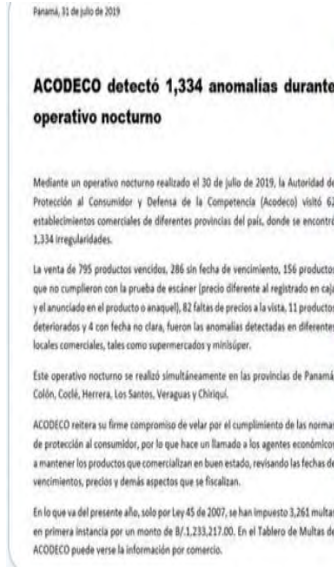 Panamá, 31 de julio de 2019
ACODECO detectó 1,334 anomalías durante
operativo nocturno
Mediante un operativo nocturno realizado el 30 de julio de 2019, la Autoridad de
Protección al Consumidor y Defensa de la Competencia (Acodeco) visitó 62
establecimientos comerciales de diferentes provincias del país, donde se encontró
1,334 irregularidades.
La venta de 795 productos vencidos, 286 sin fecha de vencimiento, 156 productos
que no cumplieron con la prueba de escáner (precio diferente al registrado en caja
y el anunciado en el producto o anaquel), 82 faltas de precios a la vista, 11 productos
deteriorados y 4 con fecha no clara, fueron las anomalías detectadas en diferentes
locales comerciales, tales como supermercados y minisúper.
Este operativo nocturno se realizó simultáneamente en las provincias de Panamá,
Colón, Coclé, Herrera, Los Santos, Veraguas y Chiriquí.
ACODECO reitera su firme compromiso de velar por el cumplimiento de las normas
de protección al consumidor, por lo que hace un llamado a los agentes económicos
a mantener los productos que comercializan en buen estado, revisando las fechas de
vencimientos, precios y demás aspectos que se fiscalizan.
En lo que va del presente año, solo por Ley 45 de 2007, se han impuesto 3,261 multas
en primera instancia por un monto de B/.1,233,217.00. En el Tablero de Multas de
ACODECO puede verse la información por comercio.